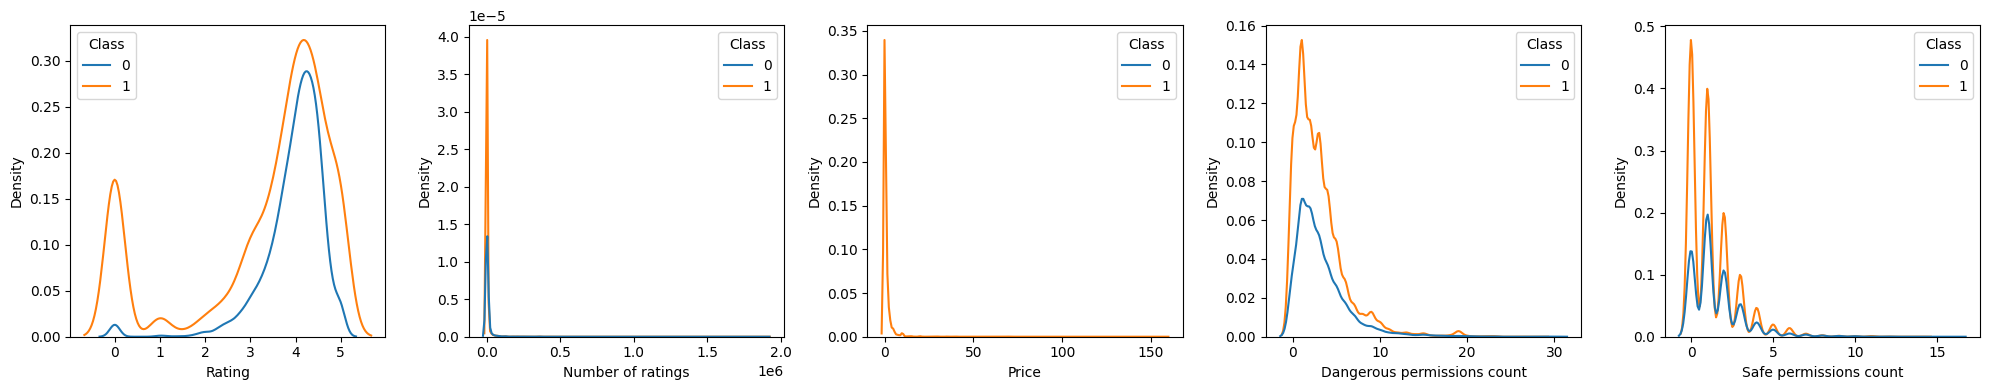 Density
0.30
0.25
0.20
0.15
0.10
0.05
0.00
Class
0
1
0 1 2 3 4 5
Rating
1e−5
Density
4.0
3.5
3.0
2.5
2.0
1.5
1.0
0.5
0.0
Class
0
1
0.0 0.5 1.0 1.5 2.0
1e6
Number of ratings
Density
0.35
0.30
0.25
0.20
0.15
0.10
0.05
0.00
Class
0
1
0 50 100 150
Price
Density
0.16
0.14
0.12
0.10
0.08
0.06
0.04
0.02
0.00
Class
0
1
0 10 20 30
Dangerous permissions count
Density
0.5
0.4
0.3
0.2
0.1
0.0
Class
0
1
0 5 10 15
Safe permissions count